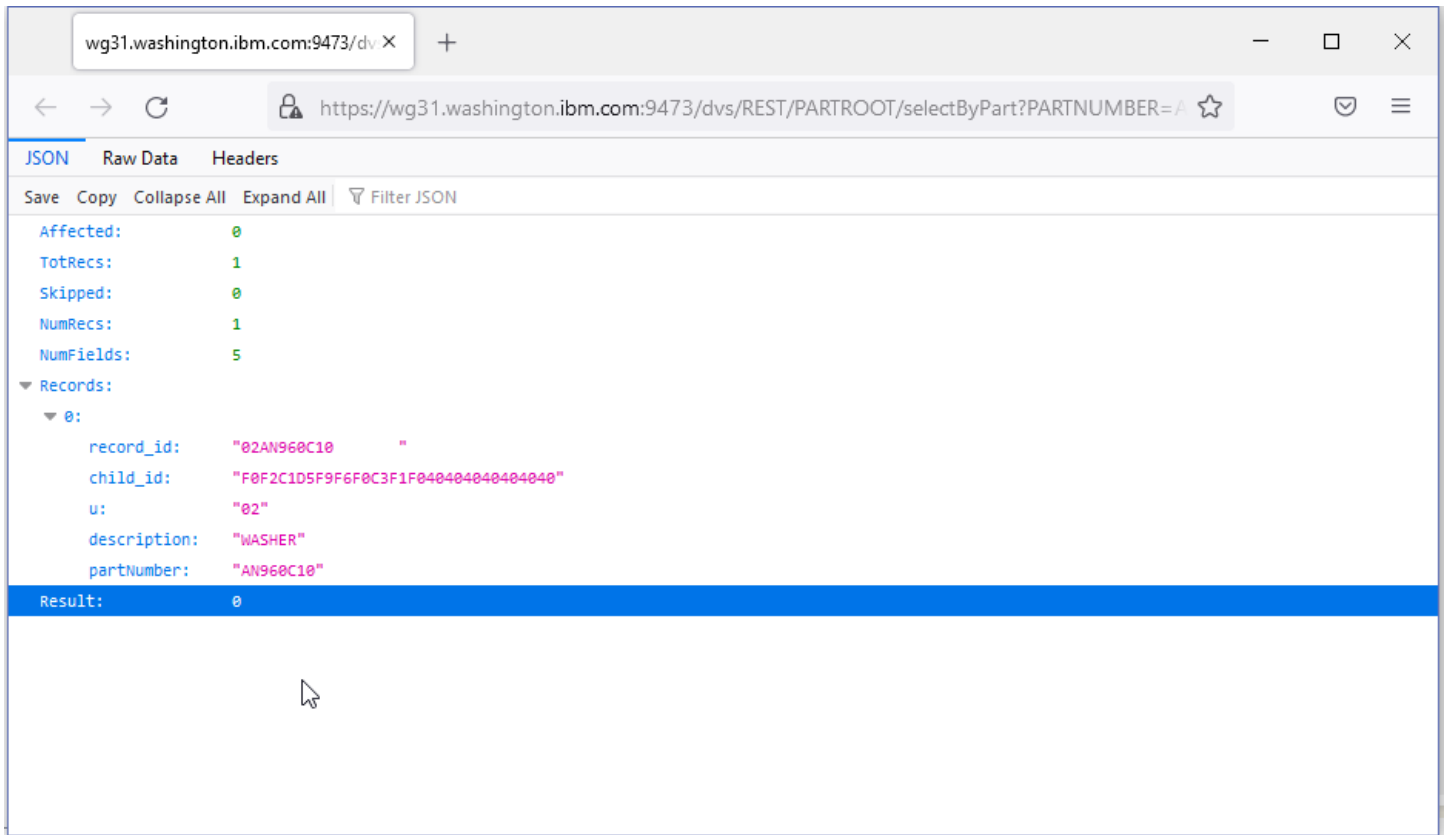 wg31.washington.ibm.com:9473/dv
https://wg31.washington.ibm.com:9473/dvs/REST/PARTROOT/selectByPart?PARTNUMBER=A
JSON Raw Data Headers
Save Copy Collapse All Expand All Filter JSON
Affected: 0
TotRecs: 1
Skipped: 0
NumRecs: 1
NumFields: 5
Records:
0:
record_id: "02AN960C10       "
child_id: "F0F2C1D5F9F6F0C3F1F040404040404040"
u: "02"
description: "WASHER"
partNumber: "AN960C10"
Result: 0